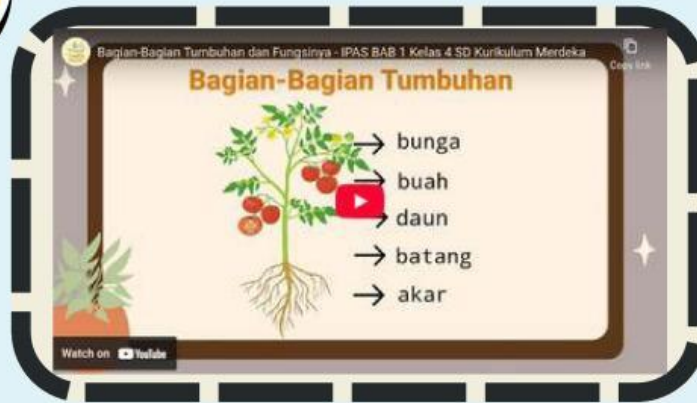 Bagian-Bagian Tumbuhan dan Fungsinya - IPAS BAB 1 Kelas 4 SD Kurikulum Merdeka
Copy link
Bagian-Bagian Tumbuhan
bunga
buah
daun
batang
akar
Watch on YouTube